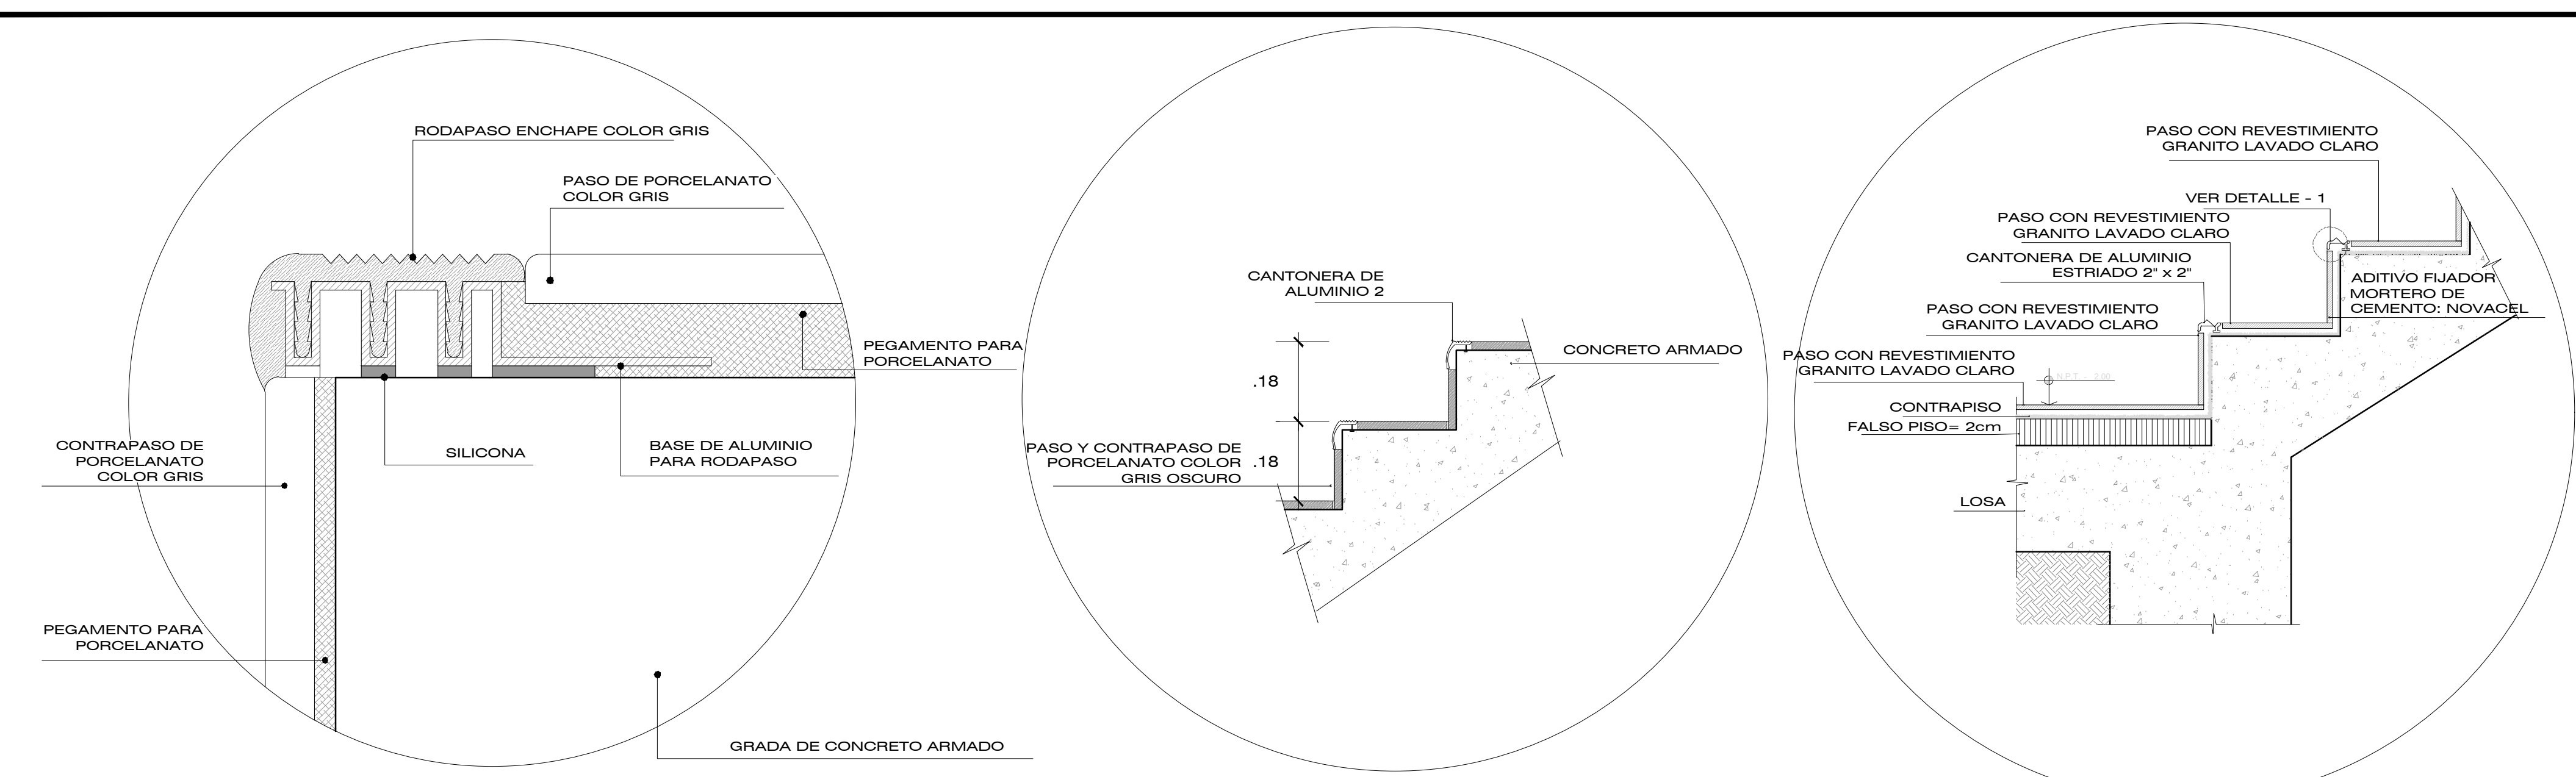 RODAPASO ENCHAPE COLOR GRIS
PASO DE PORCELANATO
COLOR GRIS
PEGAMENTO PARA
PORCELANATO
CONTRAPASO DE
PORCELANATO
COLOR GRIS
SILICONA
BASE DE ALUMINIO
PARA RODAPASO
PEGAMENTO PARA
PORCELANATO
GRADA DE CONCRETO ARMADO
CANTONERA DE
ALUMINIO 2
CONCRETO ARMADO
.18
.18
PASO Y CONTRAPASO DE
PORCELANATO COLOR
GRIS OSCURO
PASO CON REVESTIMIENTO
GRANITO LAVADO CLARO
VER DETALLE - 1
PASO CON REVESTIMIENTO
GRANITO LAVADO CLARO
CANTONERA DE ALUMINIO
ESTRIADO 2" x 2"
ADITIVO FIJADOR
MORTERO DE
CEMENTO: NOVACEL
PASO CON REVESTIMIENTO
GRANITO LAVADO CLARO
PASO CON REVESTIMIENTO
GRANITO LAVADO CLARO
N.P.T. - 2.00
CONTRAPISO
FALSO PISO= 2cm
LOSA